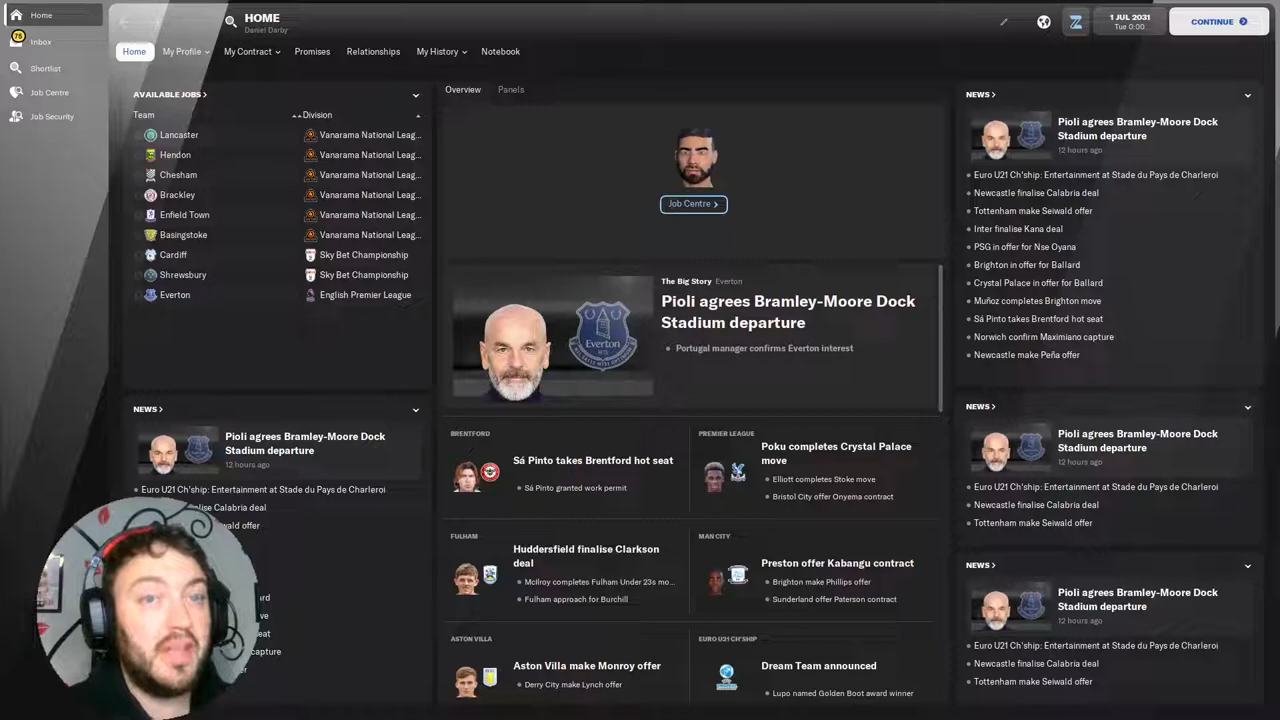 Home
75
Inbox
Shortlist
Job Centre
Job Security
HOME
Daniel Darby
1 JUL 2031
Tue 0:00
CONTINUE
Home
My Profile
My Contract
Promises
Relationships
My History
Notebook
AVAILABLE JOBS >
Team
Division
Lancaster
Vanarama National Leag...
Hendon
Vanarama National Leag...
Chesham
Vanarama National Leag...
Brackley
Vanarama National Leag...
Enfield Town
Vanarama National Leag...
Basingstoke
Vanarama National Leag...
Cardiff
Sky Bet Championship
Shrewsbury
Sky Bet Championship
Everton
English Premier League
NEWS >
Pioli agrees Bramley-Moore Dock
Stadium departure
12 hours ago
Euro U21 Ch'ship: Entertainment at Stade du Pays de Charleroi
alise Calabria deal
wald offer
ard
ve
eat
capture
er
Overview
Panels
Job Centre >
The Big Story Everton
Pioli agrees Bramley-Moore Dock
Stadium departure
Portugal manager confirms Everton interest
Everton
BRENTFORD
Sá Pinto takes Brentford hot seat
Sá Pinto granted work permit
PREMIER LEAGUE
Poku completes Crystal Palace
move
Elliott completes Stoke move
Bristol City offer Onyema contract
FULHAM
Huddersfield finalise Clarkson
deal
McIlroy completes Fulham Under 23s mo...
Fulham approach for Burchill
MAN CITY
Preston offer Kabangu contract
Brighton make Phillips offer
Sunderland offer Paterson contract
ASTON VILLA
Aston Villa make Monroy offer
Derry City make Lynch offer
EURO U21 CH'SHIP
Dream Team announced
Lupo named Golden Boot award winner
NEWS >
Pioli agrees Bramley-Moore Dock
Stadium departure
12 hours ago
Euro U21 Ch'ship: Entertainment at Stade du Pays de Charleroi
Newcastle finalise Calabria deal
Tottenham make Seiwald offer
Inter finalise Kana deal
PSG in offer for Nse Oyana
Brighton in offer for Ballard
Crystal Palace in offer for Ballard
Muñoz completes Brighton move
Sá Pinto takes Brentford hot seat
Norwich confirm Maximiano capture
Newcastle make Peña offer
NEWS >
Pioli agrees Bramley-Moore Dock
Stadium departure
12 hours ago
Euro U21 Ch'ship: Entertainment at Stade du Pays de Charleroi
Newcastle finalise Calabria deal
Tottenham make Seiwald offer
NEWS >
Pioli agrees Bramley-Moore Dock
Stadium departure
12 hours ago
Euro U21 Ch'ship: Entertainment at Stade du Pays de Charleroi
Newcastle finalise Calabria deal
Tottenham make Seiwald offer